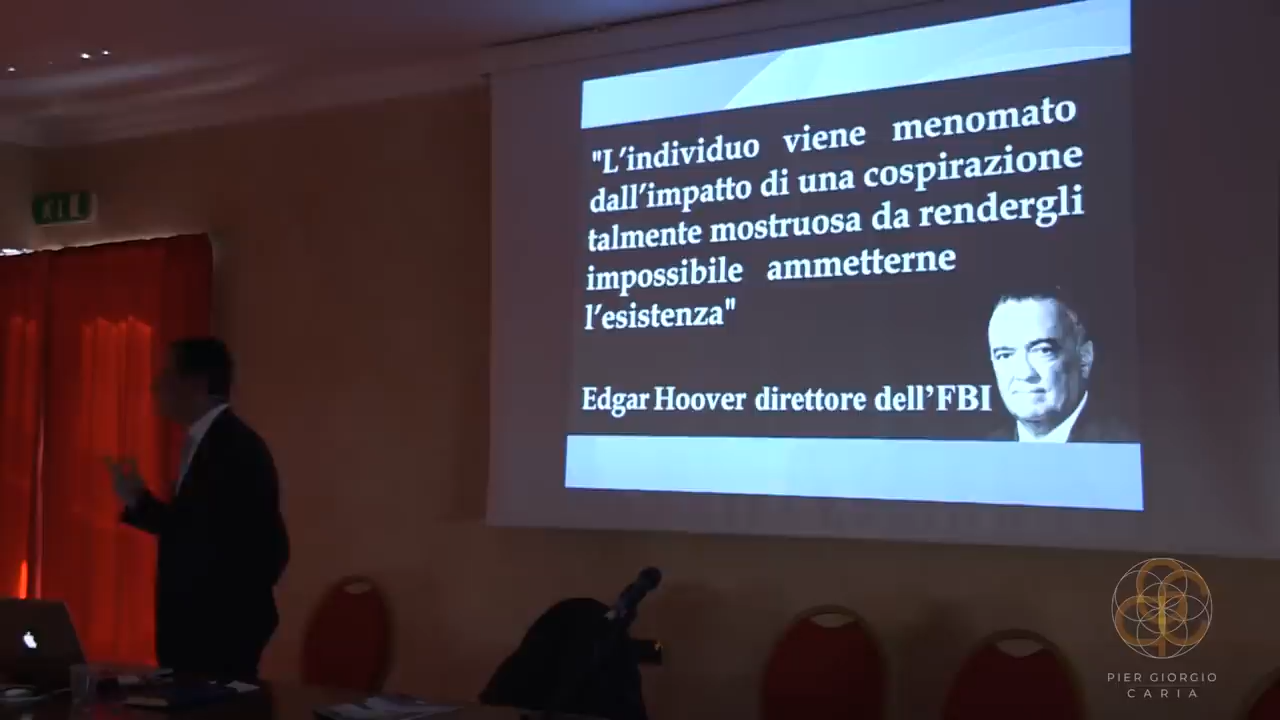 "L'individuo viene menomato
dall'impatto di una cospirazione
talmente mostruosa da rendergli
impossibile ammetterne
l'esistenza"
Edgar Hoover direttore dell'FBI
PIER GIORGIO
CARIA